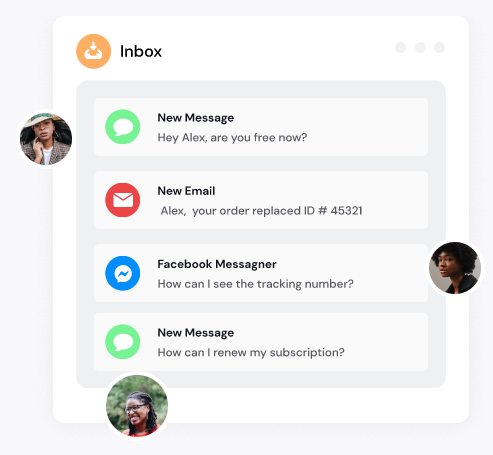 Inbox
New Message
Hey Alex, are you free now?
New Email
Alex,  your order replaced ID # 45321
Facebook Messagner
How can I see the tracking number?
New Message
How can I renew my subscription?